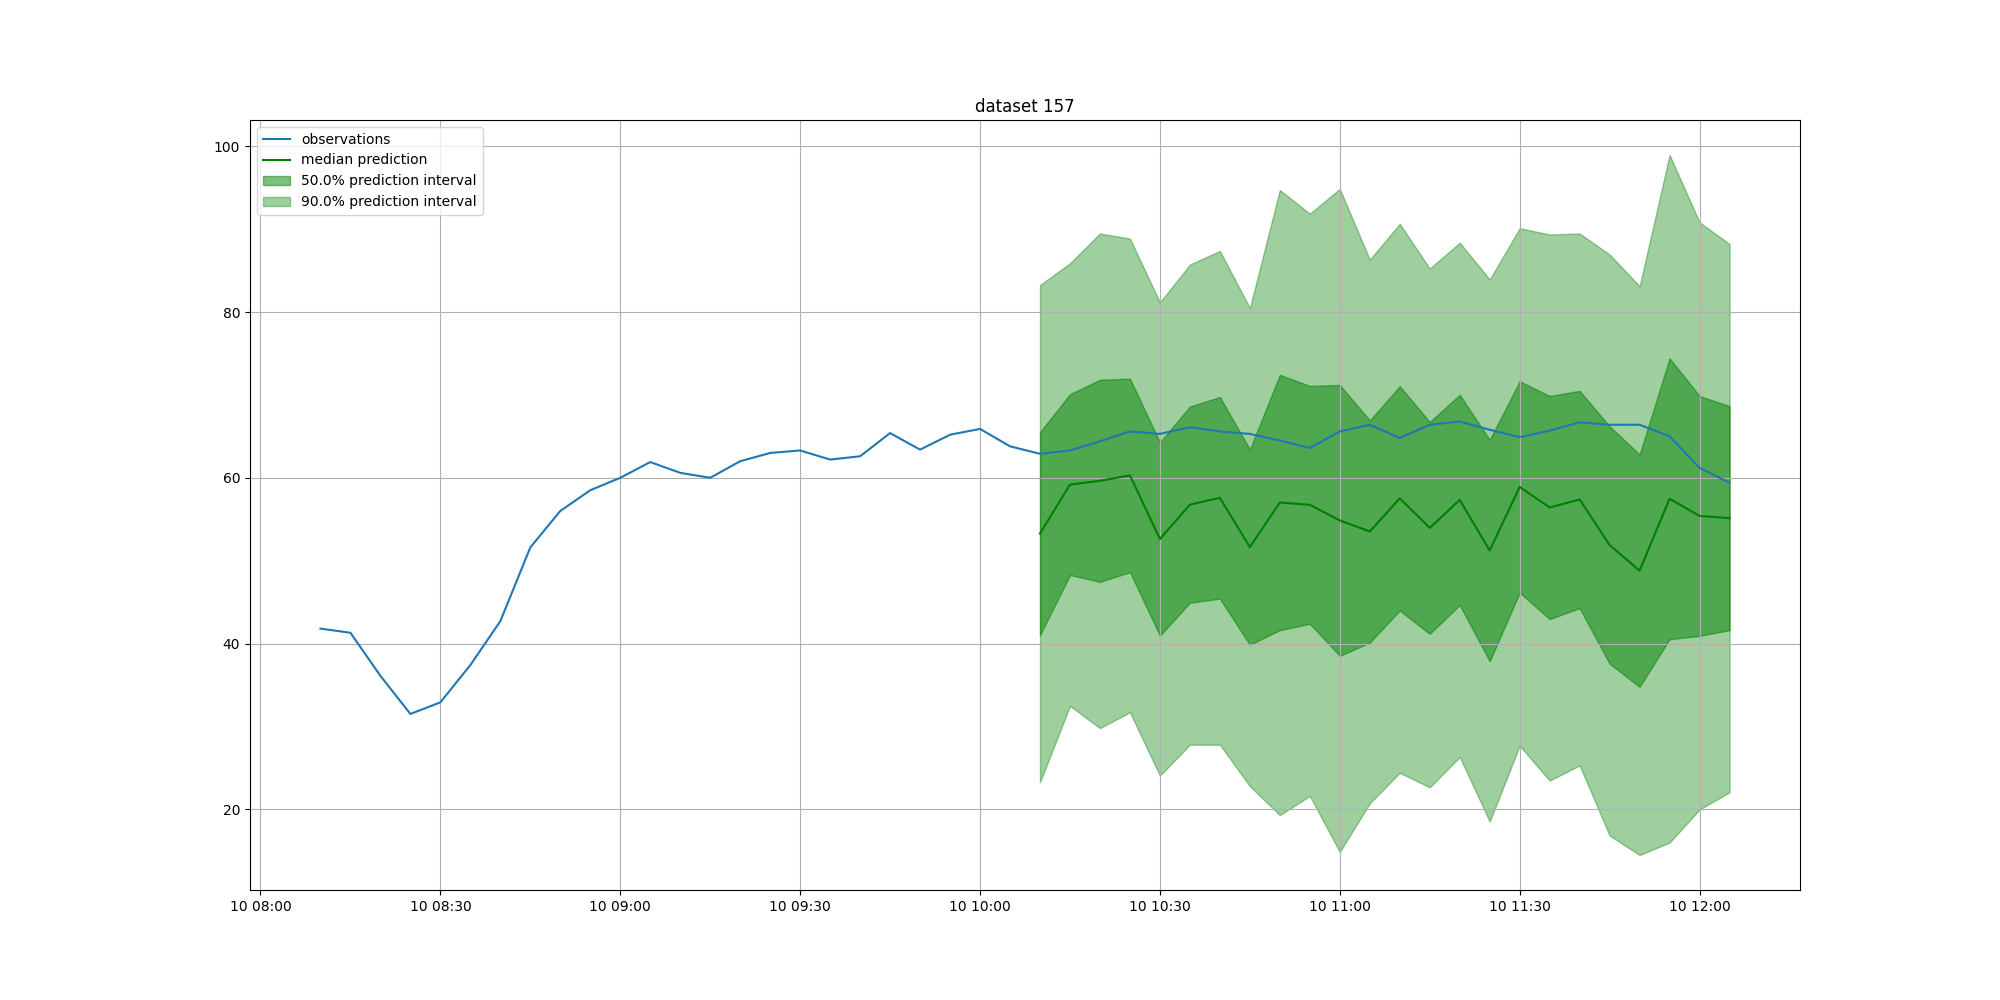 dataset 157
observations
median prediction
50.0% prediction interval
90.0% prediction interval
100
80
60
40
20
10 08:00
10 08:30
10 09:00
10 09:30
10 10:00
10 10:30
10 11:00
10 11:30
10 12:00